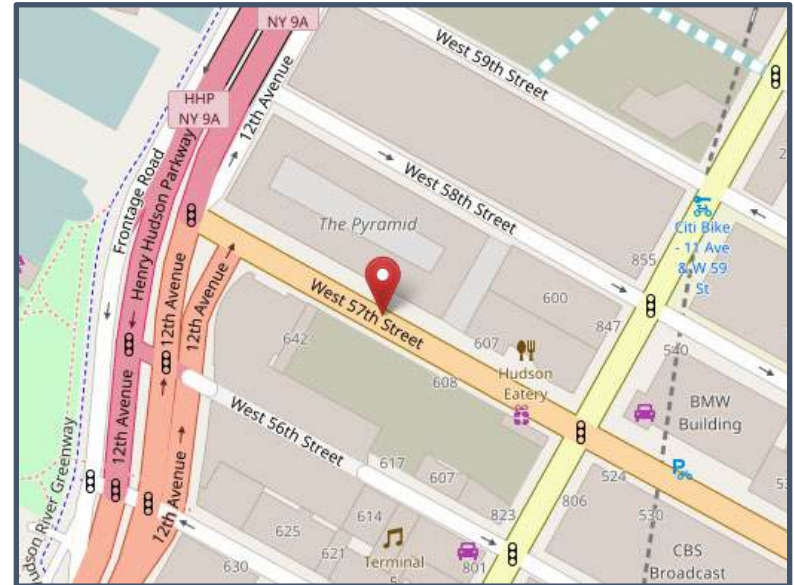 NY 9A
HHP
NY 9A
12th Avenue
West 59th Street
Frontage Road
Henry Hudson Parkway
West 58th Street
The Pyramid
Citi Bike
- 11 Ave
& W 59
St
855
600
847
West 57th Street
12th Avenue
12th Avenue
642
607
608
Hudson
Eatery
540
BMW
Building
12th Avenue
West 56th Street
617
607
524
806
530
823
614
625
621
Terminal
5
801
630
CBS
Broadcast
12th Avenue
Hudson River Greenway